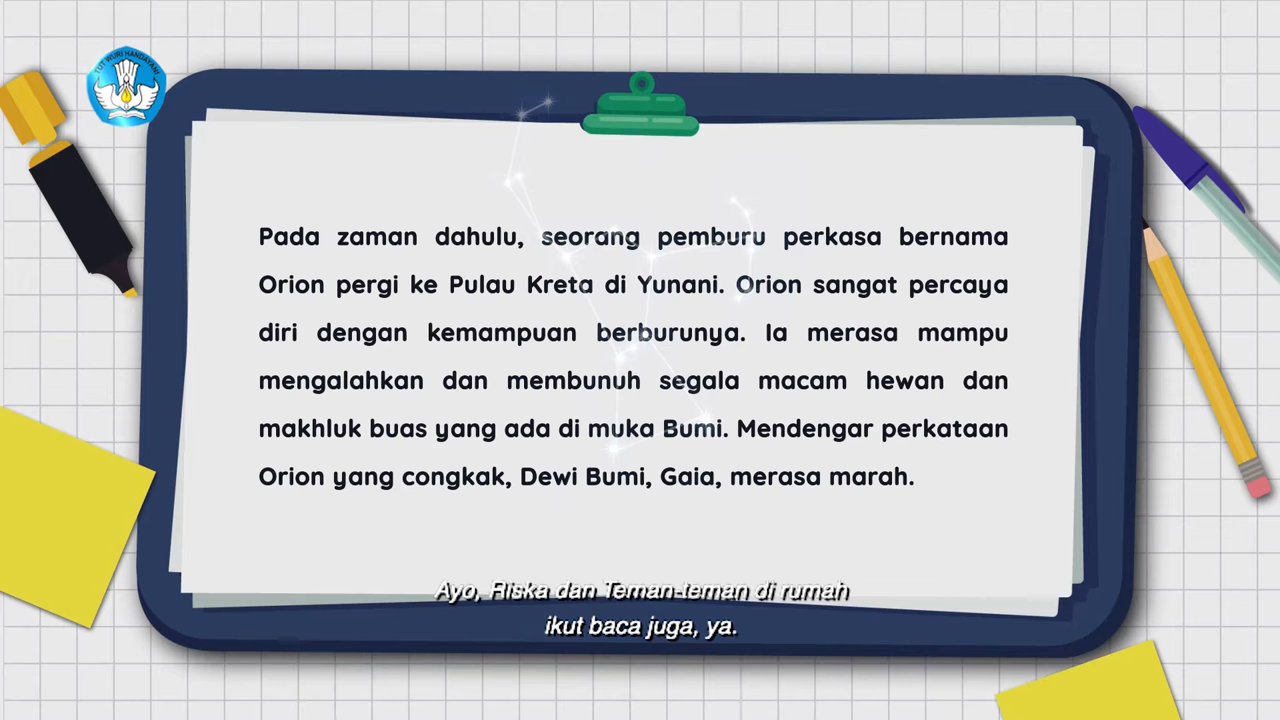 TUT WURI HANDAYANI
Pada zaman dahulu, seorang pemburu perkasa bernama
Orion pergi ke Pulau Kreta di Yunani. Orion sangat percaya
diri dengan kemampuan berburunya. Ia merasa mampu
mengalahkan dan membunuh segala macam hewan dan
makhluk buas yang ada di muka Bumi. Mendengar perkataan
Orion yang congkak, Dewi Bumi, Gaia, merasa marah.
Ayo, Riska dan Teman-teman di rumah
ikut baca juga, ya.